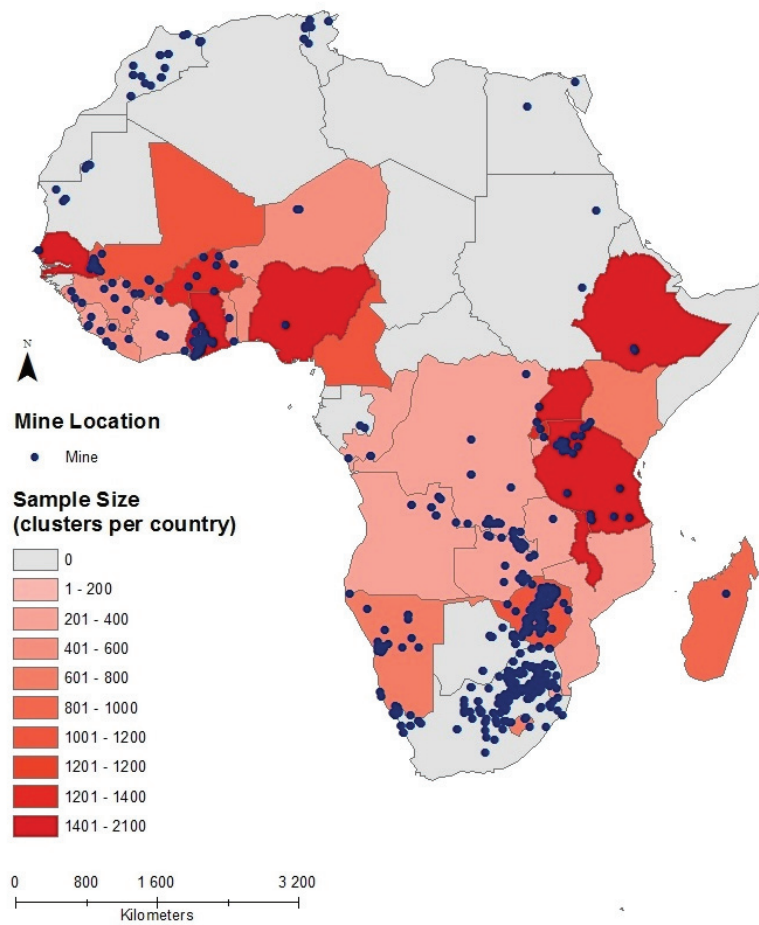 N
Mine Location
Mine
Sample Size
(clusters per country)
0
1 - 200
201 - 400
401 - 600
601 - 800
801 - 1000
1001 - 1200
1201 - 1200
1201 - 1400
1401 - 2100
0 800 1 600 3 200
Kilometers